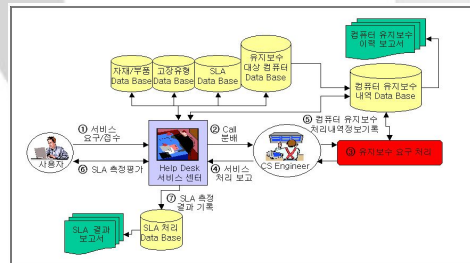 컴퓨터 유지보수
이력 보고서
유지보수
대상 컴퓨터
Data Base
자재/부품
Data Base
고장유형
Data Base
SLA
Data Base
컴퓨터 유지보수
내역 Data Base
① 서비스
요구/접수
② Call
분배
⑤ 컴퓨터 유지보수
처리내역정보기록
사용자
Help Desk
서비스 센터
CS Engineer
③ 유지보수 요구 처리
⑥ SLA 측정평가
④ 서비스
처리 보고
⑦ SLA 측정
결과 기록
SLA 결과
보고서
SLA 처리
Data Base